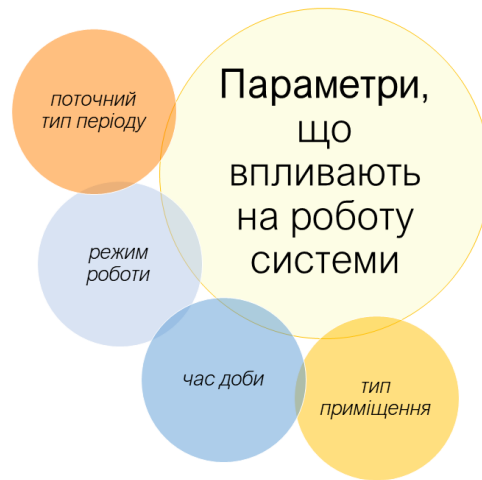 Параметри,
що
впливають
на роботу
системи
поточний
тип періоду
режим
роботи
час доби
тип
приміщення